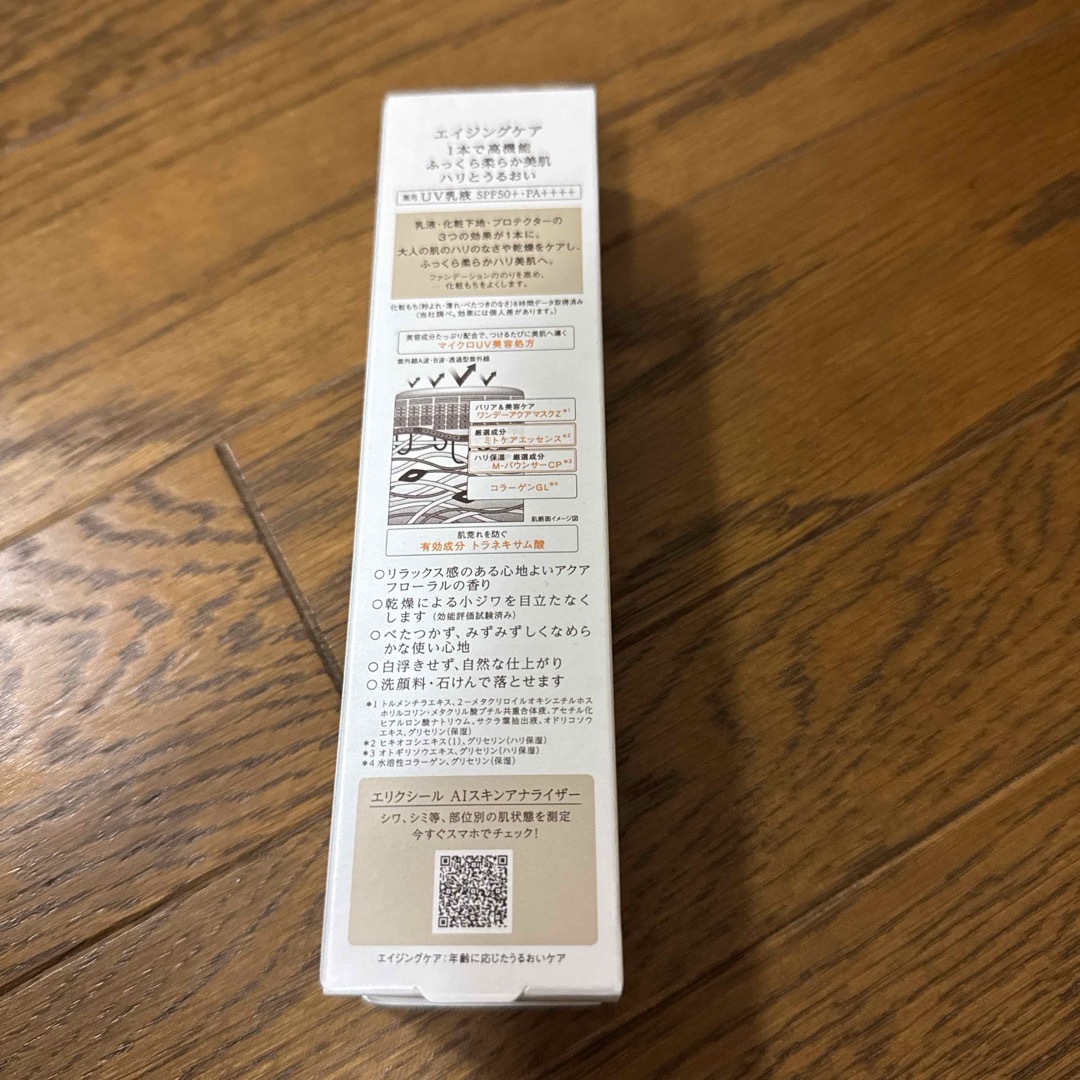 エイジングケア
1本で高機能
ふっくら柔らか美肌
ハリとうるおい
薬用 UV乳液 SPF50+・PA++++
乳液・化粧下地・プロテクターの
3つの効果が1本に。
大人の肌のハリのなさや乾燥をケアし、
ふっくら柔らかハリ美肌へ。
ファンデーションののりを高め、
化粧もちをよくします。
化粧もち(粉よれ・薄れ・べたつきのなさ)8時間データ取得済み
(当社調べ。効果には個人差があります。)
美容成分たっぷり配合で、つけるたびに美肌へ導く
マイクロUV美容処方
紫外線A波・B波・透過型紫外線
バリア&美容ケア
ワンデーアクアマスクZ*1
厳選成分
ミトケアエッセンス*2
ハリ保湿 厳選成分
M-バウンサーCP*3
コラーゲンGL*4
肌断面イメージ図
肌荒れを防ぐ
有効成分 トラネキサム酸
○リラックス感のある心地よいアクア
フローラルの香り
○乾燥による小ジワを目立たなく
します(効能評価試験済み)
○べたつかず、みずみずしくなめら
かな使い心地
○白浮きせず、自然な仕上がり
○洗顔料・石けんで落とせます
*1 トルメンチラエキス、2-メタクリロイルオキシエチルホス
ホリルコリン・メタクリル酸ブチル共重合体液、アセチル化
ヒアルロン酸ナトリウム、サクラ葉抽出液、オドリコソウ
エキス、グリセリン(保湿)
*2 ヒキオコシエキス(1)、グリセリン(ハリ保湿)
*3 オトギリソウエキス、グリセリン(ハリ保湿)
*4 水溶性コラーゲン、グリセリン(保湿)
エリクシール AIスキンアナライザー
シワ、シミ等、部位別の肌状態を測定
今すぐスマホでチェック!
エイジングケア:年齢に応じたうるおいケア